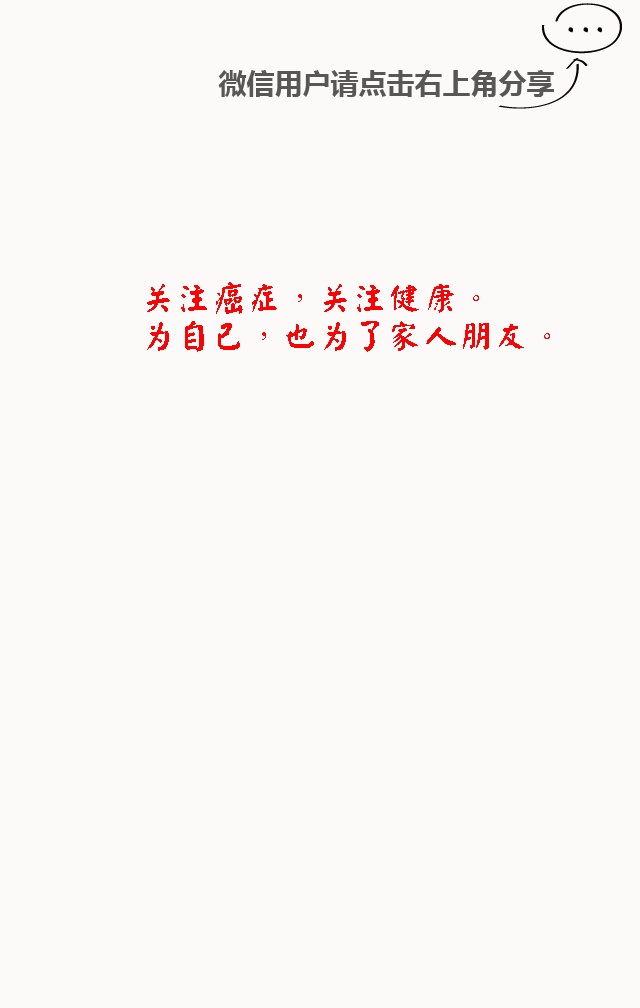 微信用户请点击右上角分享
关注癌症，关注健康。
为自己，也为了家人朋友。